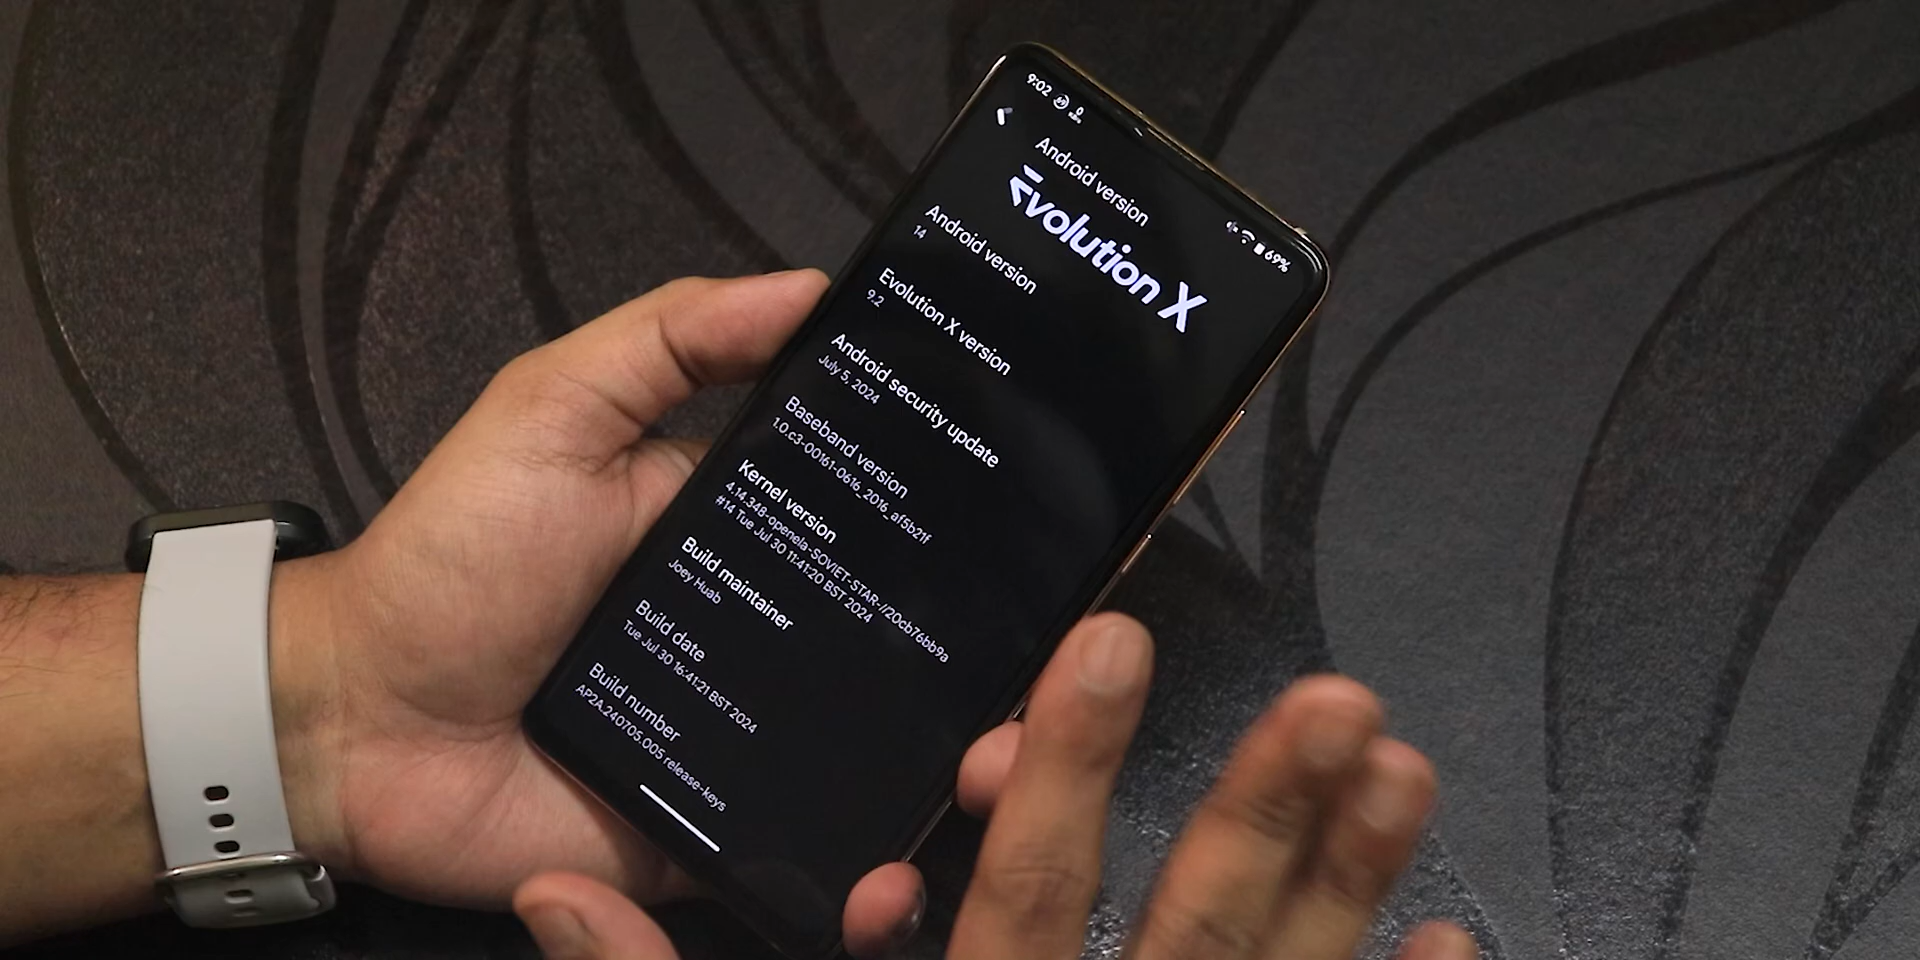 9:02
69%
Android version
Evolution X
Android version
14
Evolution X version
9.2
Android security update
July 5, 2024
Baseband version
1.0.c3-00161-0616_2016_af5b21f
Kernel version
4.14.348-openela-SOVIET-STAR-//20cb76bb9a
#14 Tue Jul 30 11:41:20 BST 2024
Build maintainer
Joey Huab
Build date
Tue Jul 30 16:41:21 BST 2024
Build number
AP2A.240705.005 release-keys